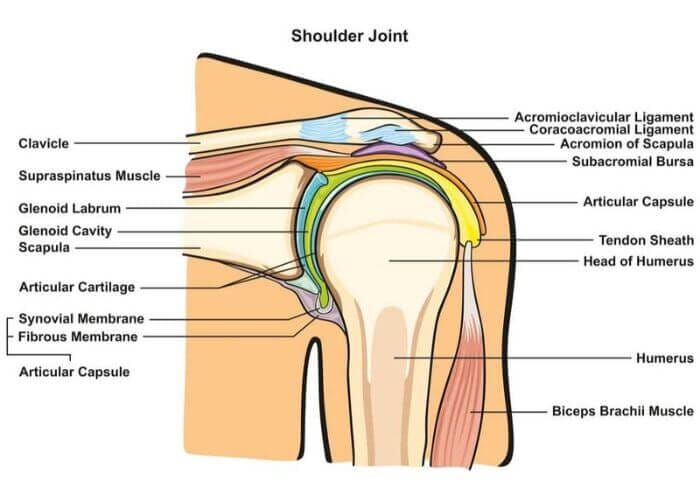 Shoulder Joint
Clavicle
Supraspinatus Muscle
Glenoid Labrum
Glenoid Cavity
Scapula
Articular Cartilage
Synovial Membrane
Fibrous Membrane
Articular Capsule
Acromioclavicular Ligament
Coracoacromial Ligament
Acromion of Scapula
Subacromial Bursa
Articular Capsule
Tendon Sheath
Head of Humerus
Humerus
Biceps Brachii Muscle